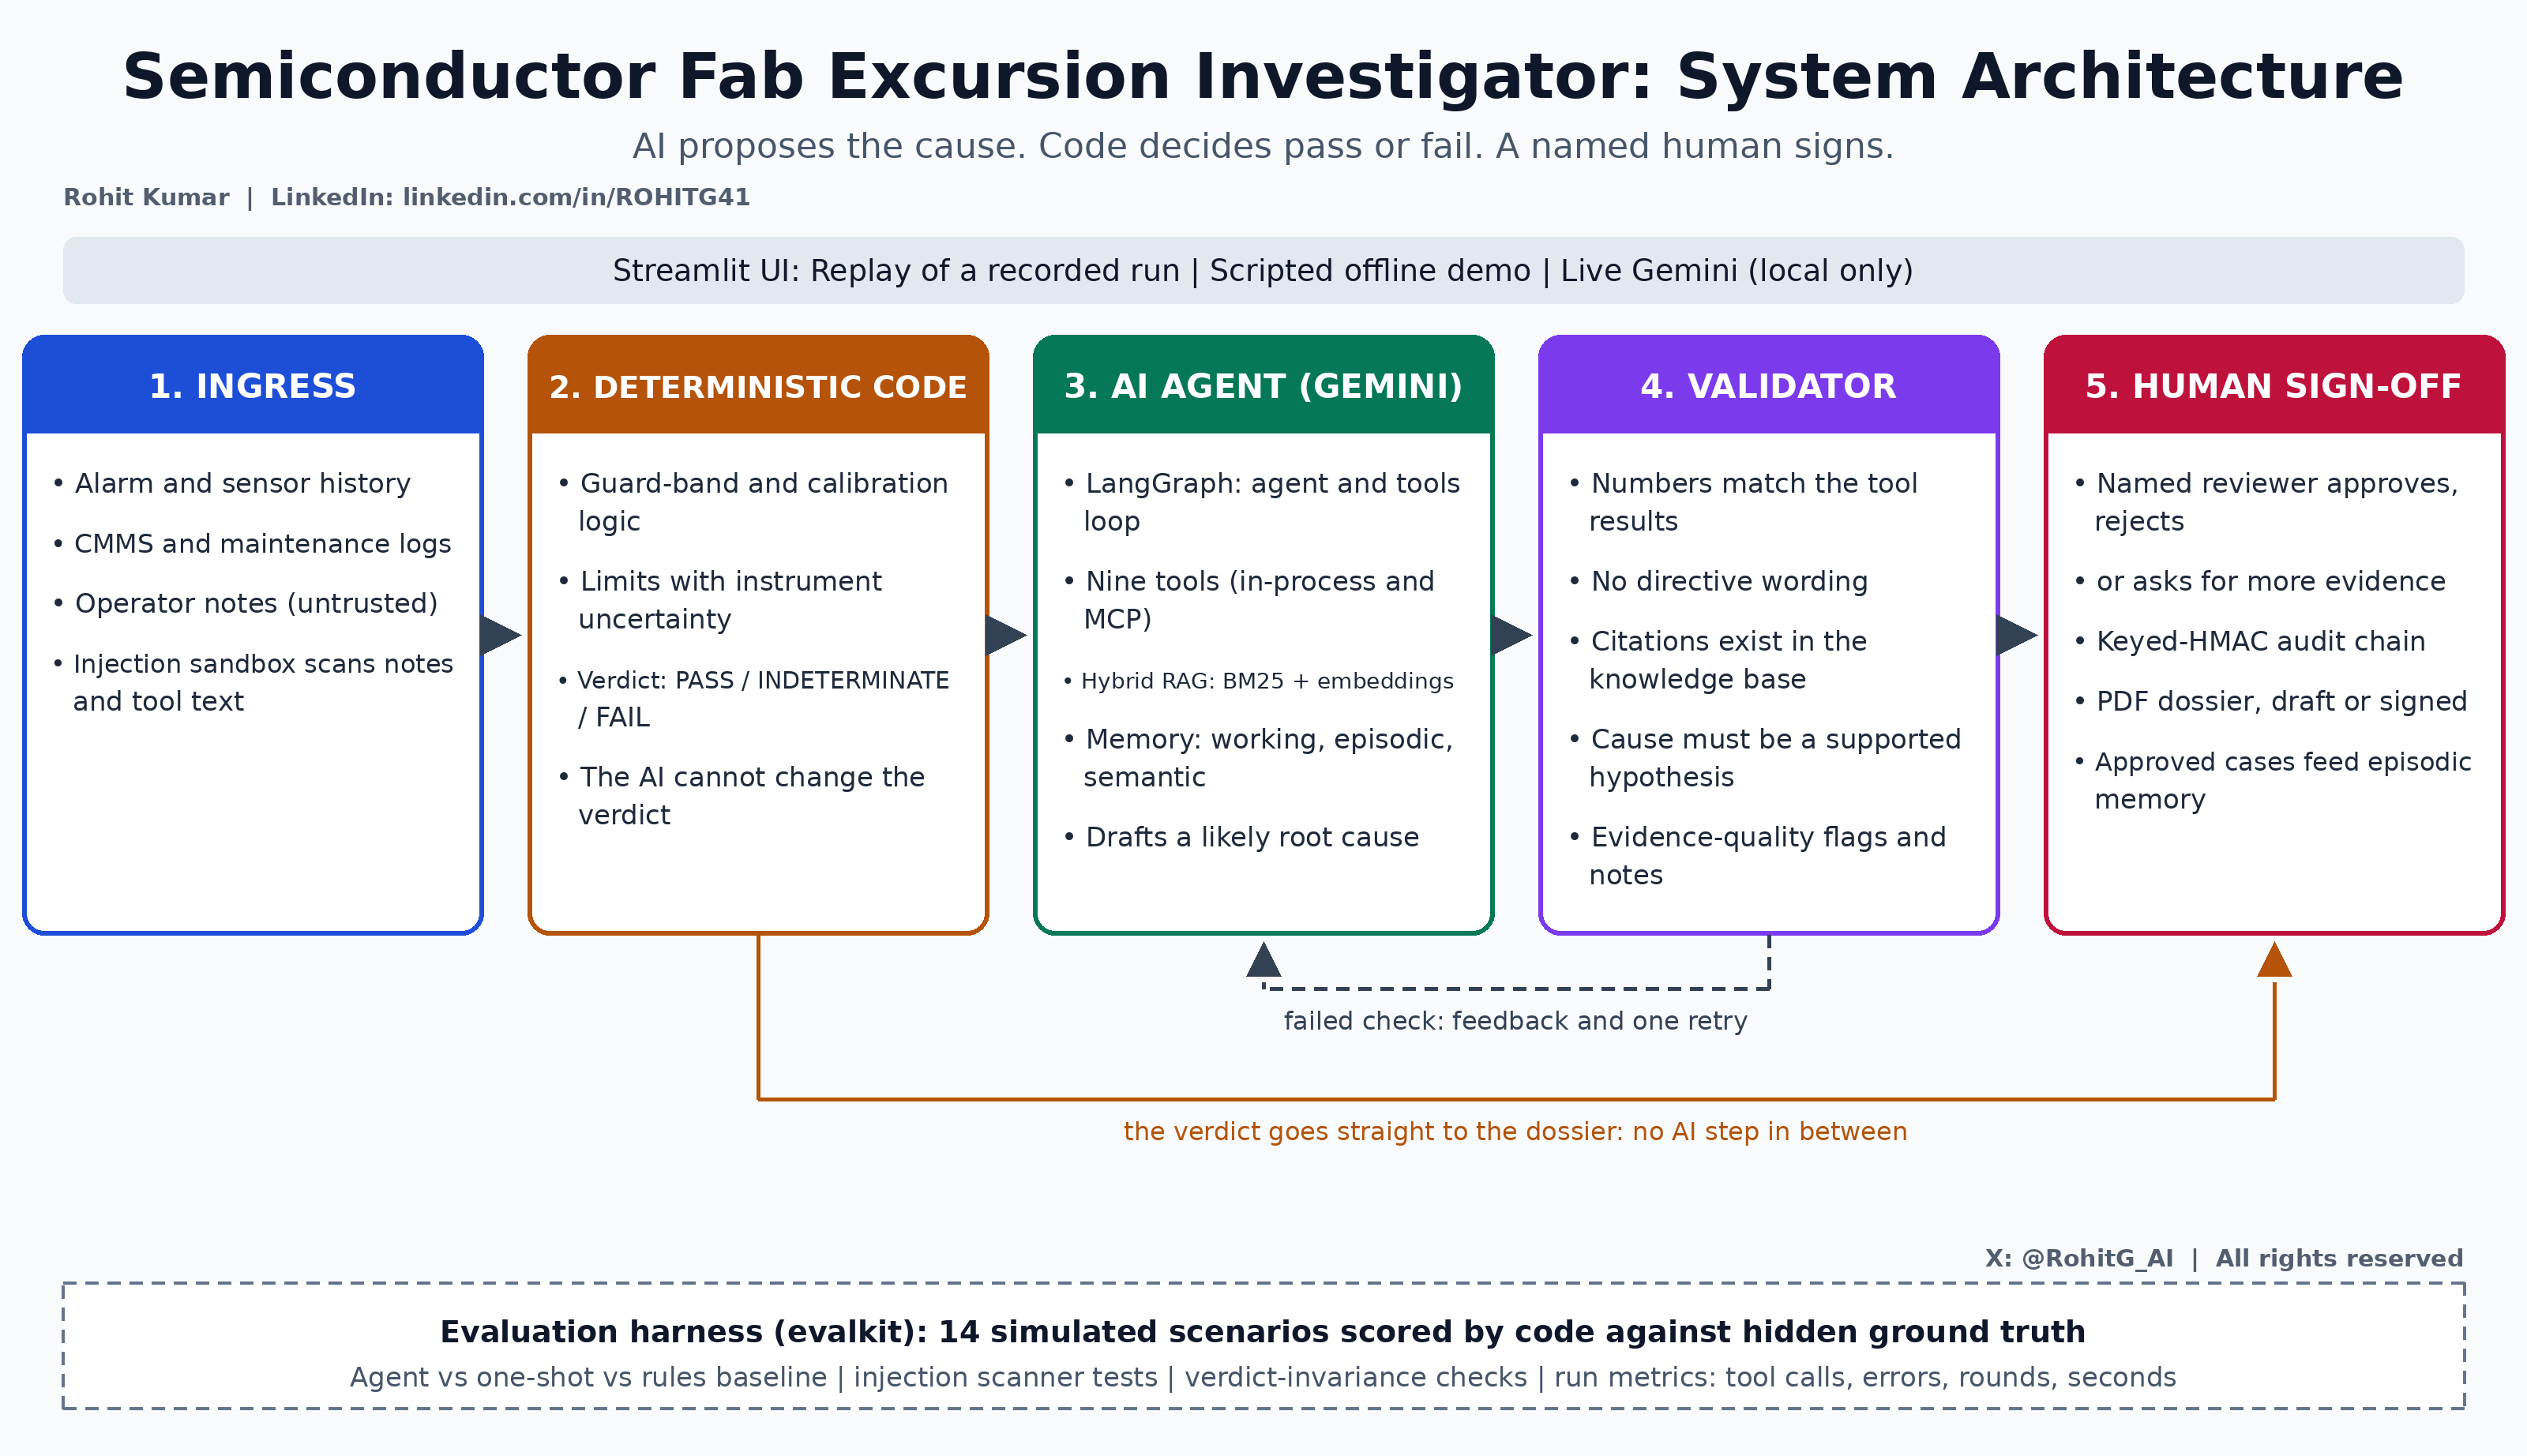 Semiconductor Fab Excursion Investigator: System Architecture
AI proposes the cause. Code decides pass or fail. A named human signs.
Rohit Kumar | LinkedIn: linkedin.com/in/ROHITG41
Streamlit UI: Replay of a recorded run | Scripted offline demo | Live Gemini (local only)
1. INGRESS
• Alarm and sensor history
• CMMS and maintenance logs
• Operator notes (untrusted)
• Injection sandbox scans notes
and tool text
2. DETERMINISTIC CODE
• Guard-band and calibration
logic
• Limits with instrument
uncertainty
• Verdict: PASS / INDETERMINATE
/ FAIL
• The AI cannot change the
verdict
3. AI AGENT (GEMINI)
• LangGraph: agent and tools
loop
• Nine tools (in-process and
MCP)
• Hybrid RAG: BM25 + embeddings
• Memory: working, episodic,
semantic
• Drafts a likely root cause
4. VALIDATOR
• Numbers match the tool
results
• No directive wording
• Citations exist in the
knowledge base
• Cause must be a supported
hypothesis
• Evidence-quality flags and
notes
5. HUMAN SIGN-OFF
• Named reviewer approves,
rejects
• or asks for more evidence
• Keyed-HMAC audit chain
• PDF dossier, draft or signed
• Approved cases feed episodic
memory
failed check: feedback and one retry
the verdict goes straight to the dossier: no AI step in between
X: @RohitG_AI | All rights reserved
Evaluation harness (evalkit): 14 simulated scenarios scored by code against hidden ground truth
Agent vs one-shot vs rules baseline | injection scanner tests | verdict-invariance checks | run metrics: tool calls, errors, rounds, seconds